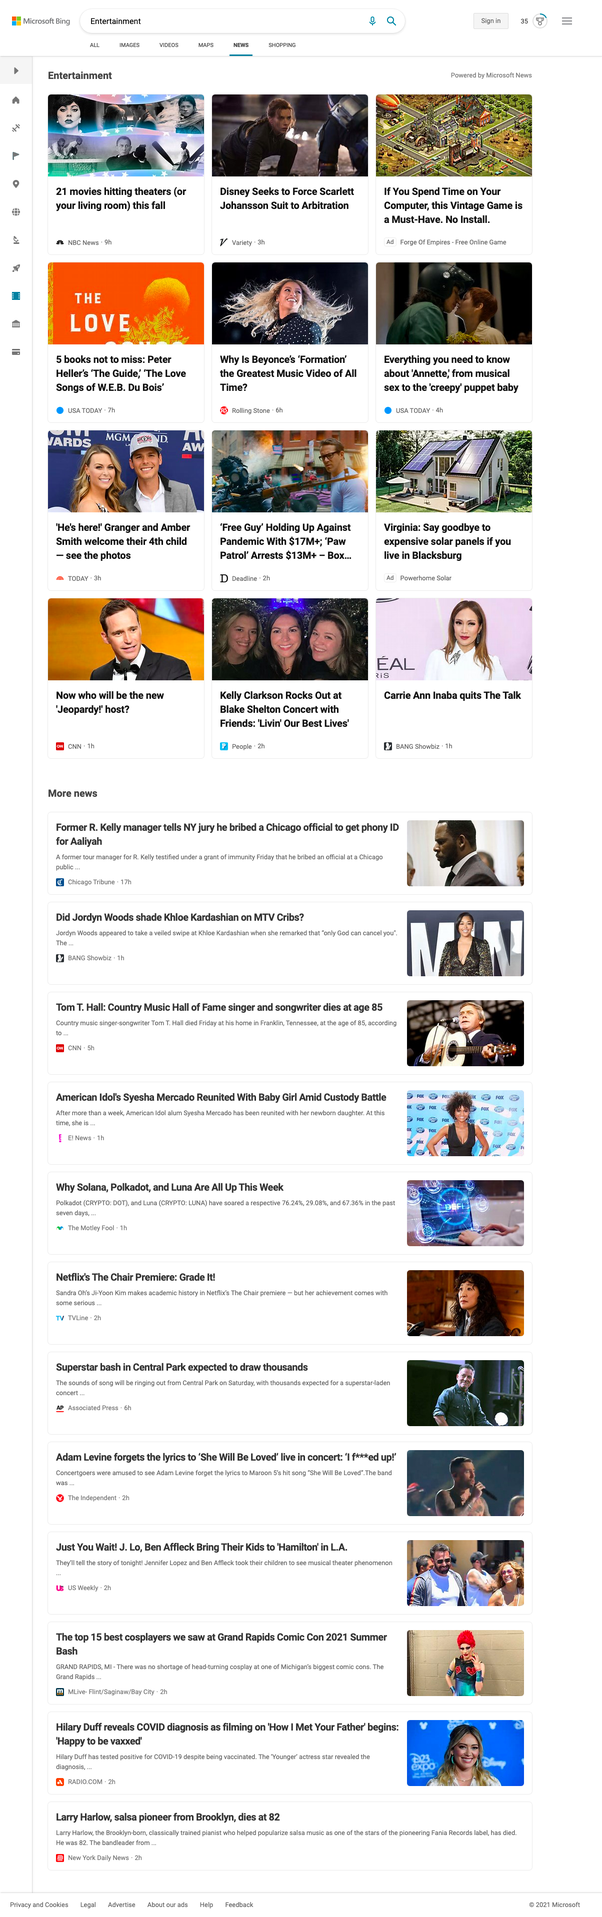 Microsoft Bing
Entertainment
Sign in
35
ALL
IMAGES
VIDEOS
MAPS
NEWS
SHOPPING
Entertainment
Powered by Microsoft News
21 movies hitting theaters (or
your living room) this fall
NBC News · 9h
Disney Seeks to Force Scarlett
Johansson Suit to Arbitration
Variety · 3h
If You Spend Time on Your
Computer, this Vintage Game is
a Must-Have. No Install.
Ad Forge Of Empires - Free Online Game
THE
LOVE
SONGS
5 books not to miss: Peter
Heller's 'The Guide,' 'The Love
Songs of W.E.B. Du Bois'
USA TODAY · 7h
Why Is Beyonce's 'Formation'
the Greatest Music Video of All
Time?
Rolling Stone · 6h
Everything you need to know
about 'Annette,' from musical
sex to the 'creepy' puppet baby
USA TODAY · 4h
WARDS
MGM
AW
'He's here!' Granger and Amber
Smith welcome their 4th child
— see the photos
TODAY · 3h
'Free Guy' Holding Up Against
Pandemic With $17M+; 'Paw
Patrol' Arrests $13M+ – Box...
Deadline · 2h
Virginia: Say goodbye to
expensive solar panels if you
live in Blacksburg
Ad Powerhome Solar
Now who will be the new
'Jeopardy!' host?
CNN · 1h
Kelly Clarkson Rocks Out at
Blake Shelton Concert with
Friends: 'Livin' Our Best Lives'
People · 2h
ÉAL
RIS
Carrie Ann Inaba quits The Talk
BANG Showbiz · 1h
More news
Former R. Kelly manager tells NY jury he bribed a Chicago official to get phony ID
for Aaliyah
A former tour manager for R. Kelly testified under a grant of immunity Friday that he bribed an official at a Chicago
public ...
Chicago Tribune · 17h
Did Jordyn Woods shade Khloe Kardashian on MTV Cribs?
Jordyn Woods appeared to take a veiled swipe at Khloe Kardashian when she remarked that "only God can cancel you".
The ...
BANG Showbiz · 1h
Tom T. Hall: Country Music Hall of Fame singer and songwriter dies at age 85
Country music singer-songwriter Tom T. Hall died Friday at his home in Franklin, Tennessee, at the age of 85, according
to ...
CNN · 5h
American Idol's Syesha Mercado Reunited With Baby Girl Amid Custody Battle
After more than a week, American Idol alum Syesha Mercado has been reunited with her newborn daughter. At this
time, she is ...
E! News · 1h
Why Solana, Polkadot, and Luna Are All Up This Week
Polkadot (CRYPTO: DOT), and Luna (CRYPTO: LUNA) have soared a respective 76.24%, 29.08%, and 67.36% in the past
seven days, ...
The Motley Fool · 1h
DEFI
Netflix's The Chair Premiere: Grade It!
Sandra Oh's Ji-Yoon Kim makes academic history in Netflix's The Chair premiere — but her achievement comes with
some serious ...
TVLine · 2h
Superstar bash in Central Park expected to draw thousands
The sounds of song will be ringing out from Central Park on Saturday, with thousands expected for a superstar-laden
concert ...
Associated Press · 6h
Adam Levine forgets the lyrics to 'She Will Be Loved' live in concert: 'I f***ed up!'
Concertgoers were amused to see Adam Levine forget the lyrics to Maroon 5's hit song "She Will Be Loved".The band
was ...
The Independent · 2h
Just You Wait! J. Lo, Ben Affleck Bring Their Kids to 'Hamilton' in L.A.
They'll tell the story of tonight! Jennifer Lopez and Ben Affleck took their children to see musical theater phenomenon
...
US Weekly · 2h
The top 15 best cosplayers we saw at Grand Rapids Comic Con 2021 Summer
Bash
GRAND RAPIDS, MI - There was no shortage of head-turning cosplay at one of Michigan's biggest comic cons. The
Grand Rapids ...
MLive- Flint/Saginaw/Bay City · 2h
Hilary Duff reveals COVID diagnosis as filming on 'How I Met Your Father' begins:
'Happy to be vaxxed'
Hilary Duff has tested positive for COVID-19 despite being vaccinated. The 'Younger' actress star revealed the
diagnosis, ...
RADIO.COM · 2h
D23
expo
Disney
Larry Harlow, salsa pioneer from Brooklyn, dies at 82
Larry Harlow, the Brooklyn-born, classically trained pianist who helped popularize salsa music as one of the stars of the pioneering Fania Records label, has died.
He was 82. The bandleader from ...
New York Daily News · 2h
Privacy and Cookies
Legal
Advertise
About our ads
Help
Feedback
© 2021 Microsoft